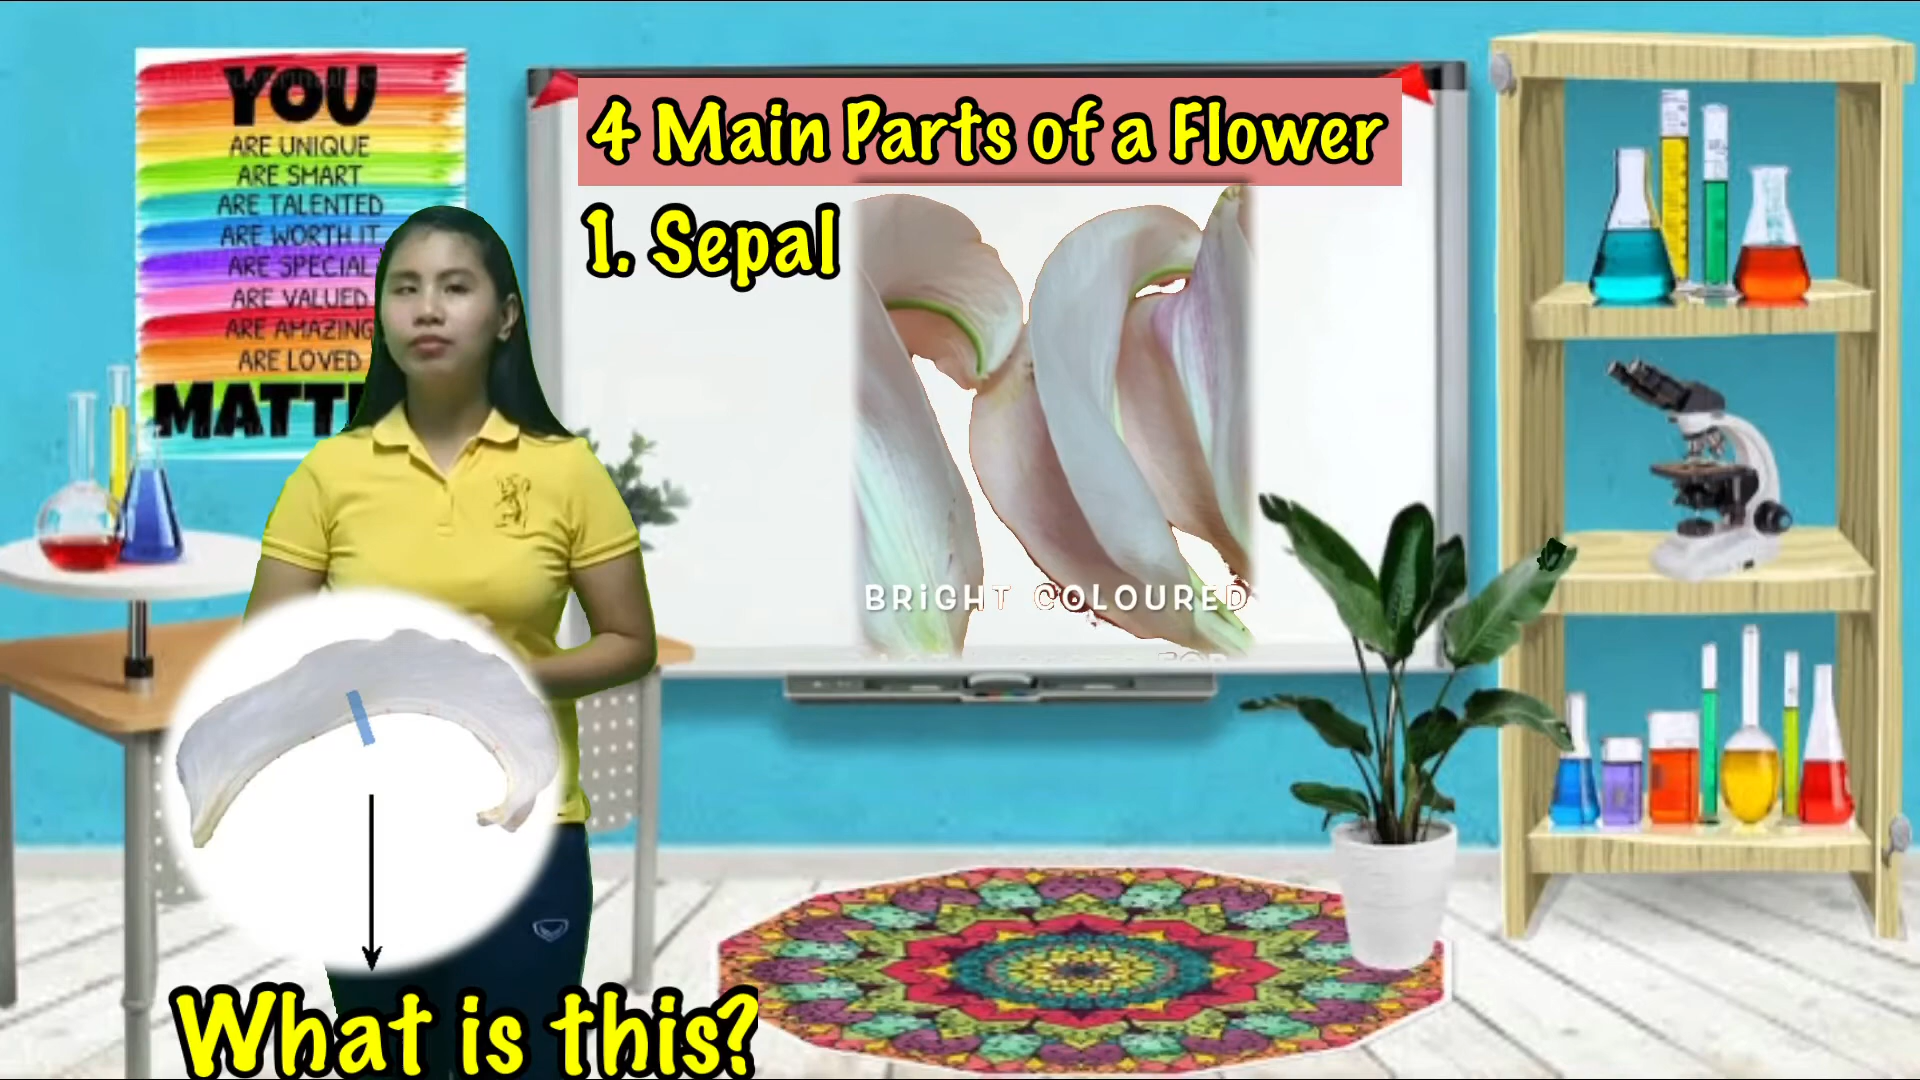 YOU
ARE UNIQUE
ARE SMART
ARE TALENTED
ARE WORTH IT
ARE SPECIAL
ARE VALUED
ARE AMAZING
ARE LOVED
MATT
4 Main Parts of a Flower
1. Sepal
BRiGHT COLOURED
What is this?